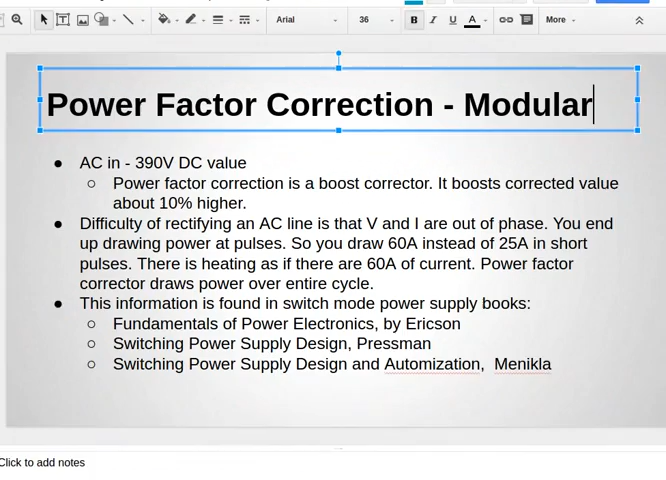 Arial 36 B I U A More
Power Factor Correction - Modular
● AC in - 390V DC value
○ Power factor correction is a boost corrector. It boosts corrected value
about 10% higher.
● Difficulty of rectifying an AC line is that V and I are out of phase. You end
up drawing power at pulses. So you draw 60A instead of 25A in short
pulses. There is heating as if there are 60A of current. Power factor
corrector draws power over entire cycle.
● This information is found in switch mode power supply books:
○ Fundamentals of Power Electronics, by Ericson
○ Switching Power Supply Design, Pressman
○ Switching Power Supply Design and Automization, Menikla
Click to add notes